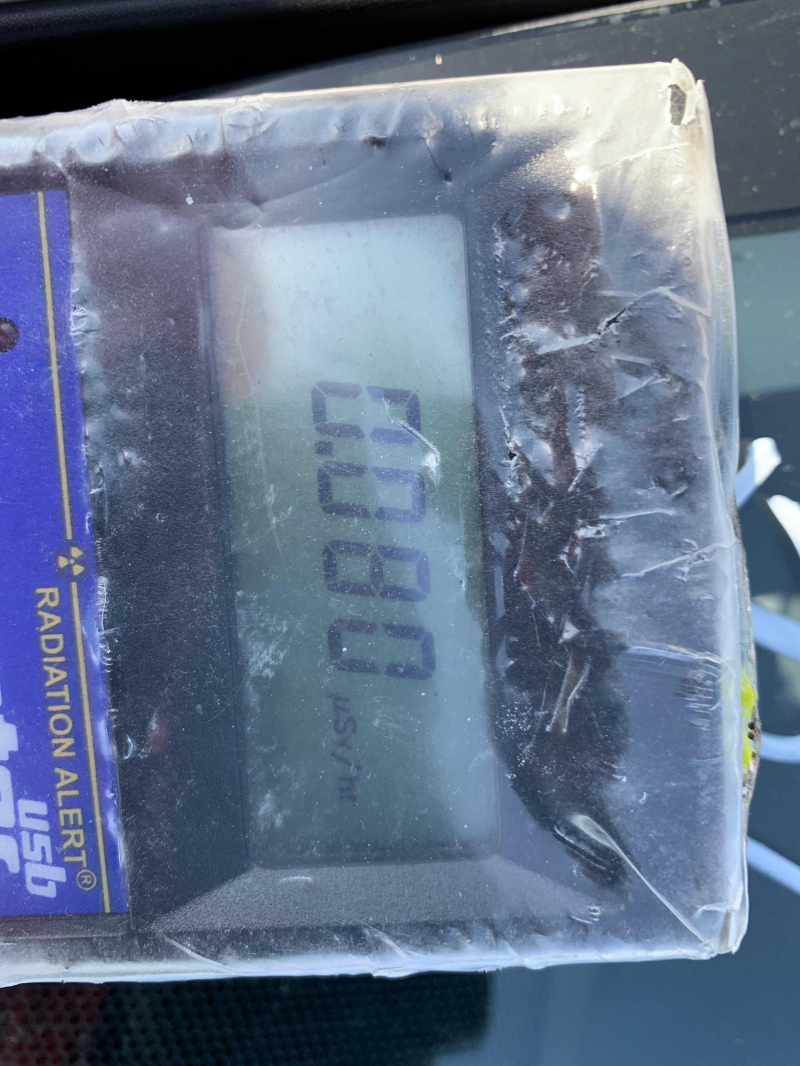 0.080 µSv/hr
RADIATION ALERT®
usb